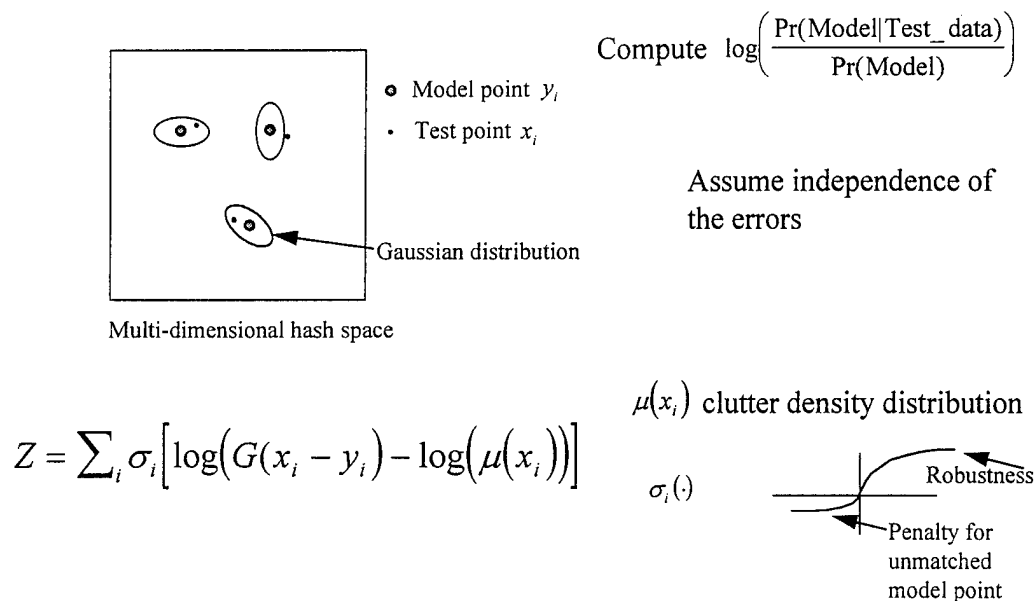 Compute log(Pr(Model|Test_data) / Pr(Model))
Model point y_i
Test point x_i
Assume independence of
the errors
Gaussian distribution
Multi-dimensional hash space
Z = ∑_i σ_i[log(G(x_i − y_i) − log(μ(x_i))]
μ(x_i) clutter density distribution
σ_i(·)
Robustness
Penalty for
unmatched
model point